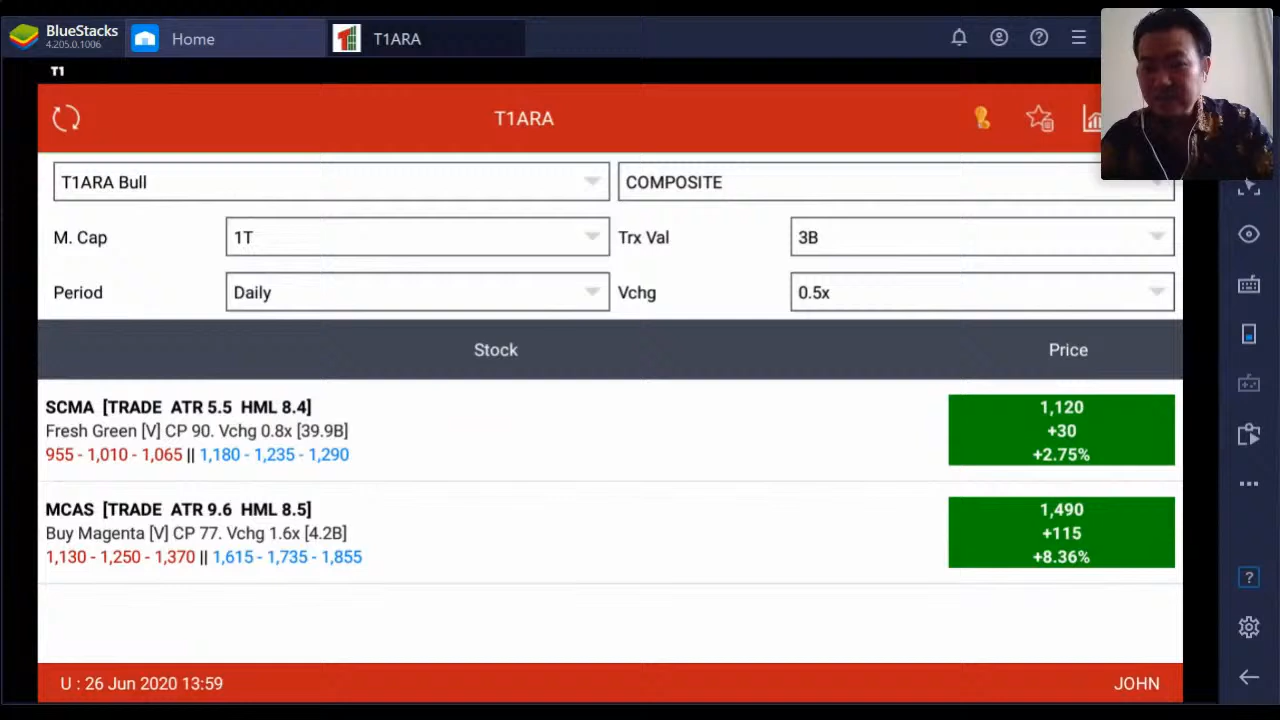 BlueStacks
4.205.0.1006
Home
T1ARA
T1
T1ARA
T1ARA Bull
COMPOSITE
M. Cap
1T
Trx Val
3B
Period
Daily
Vchg
0.5x
Stock
Price
SCMA [TRADE ATR 5.5 HML 8.4]
Fresh Green [V] CP 90. Vchg 0.8x [39.9B]
955 - 1,010 - 1,065 || 1,180 - 1,235 - 1,290
1,120
+30
+2.75%
MCAS [TRADE ATR 9.6 HML 8.5]
Buy Magenta [V] CP 77. Vchg 1.6x [4.2B]
1,130 - 1,250 - 1,370 || 1,615 - 1,735 - 1,855
1,490
+115
+8.36%
U : 26 Jun 2020 13:59
JOHN